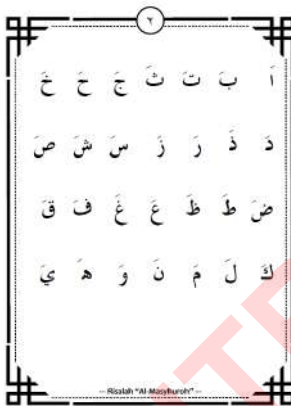 ٢
اَ بَ تَ ثَ جَ حَ خَ
دَ ذَ رَ زَ سَ شَ صَ
ضَ طَ ظَ عَ غَ فَ قَ
كَ لَ مَ نَ وَ هَ يَ
— Risalah "Al-Masyhuroh" —